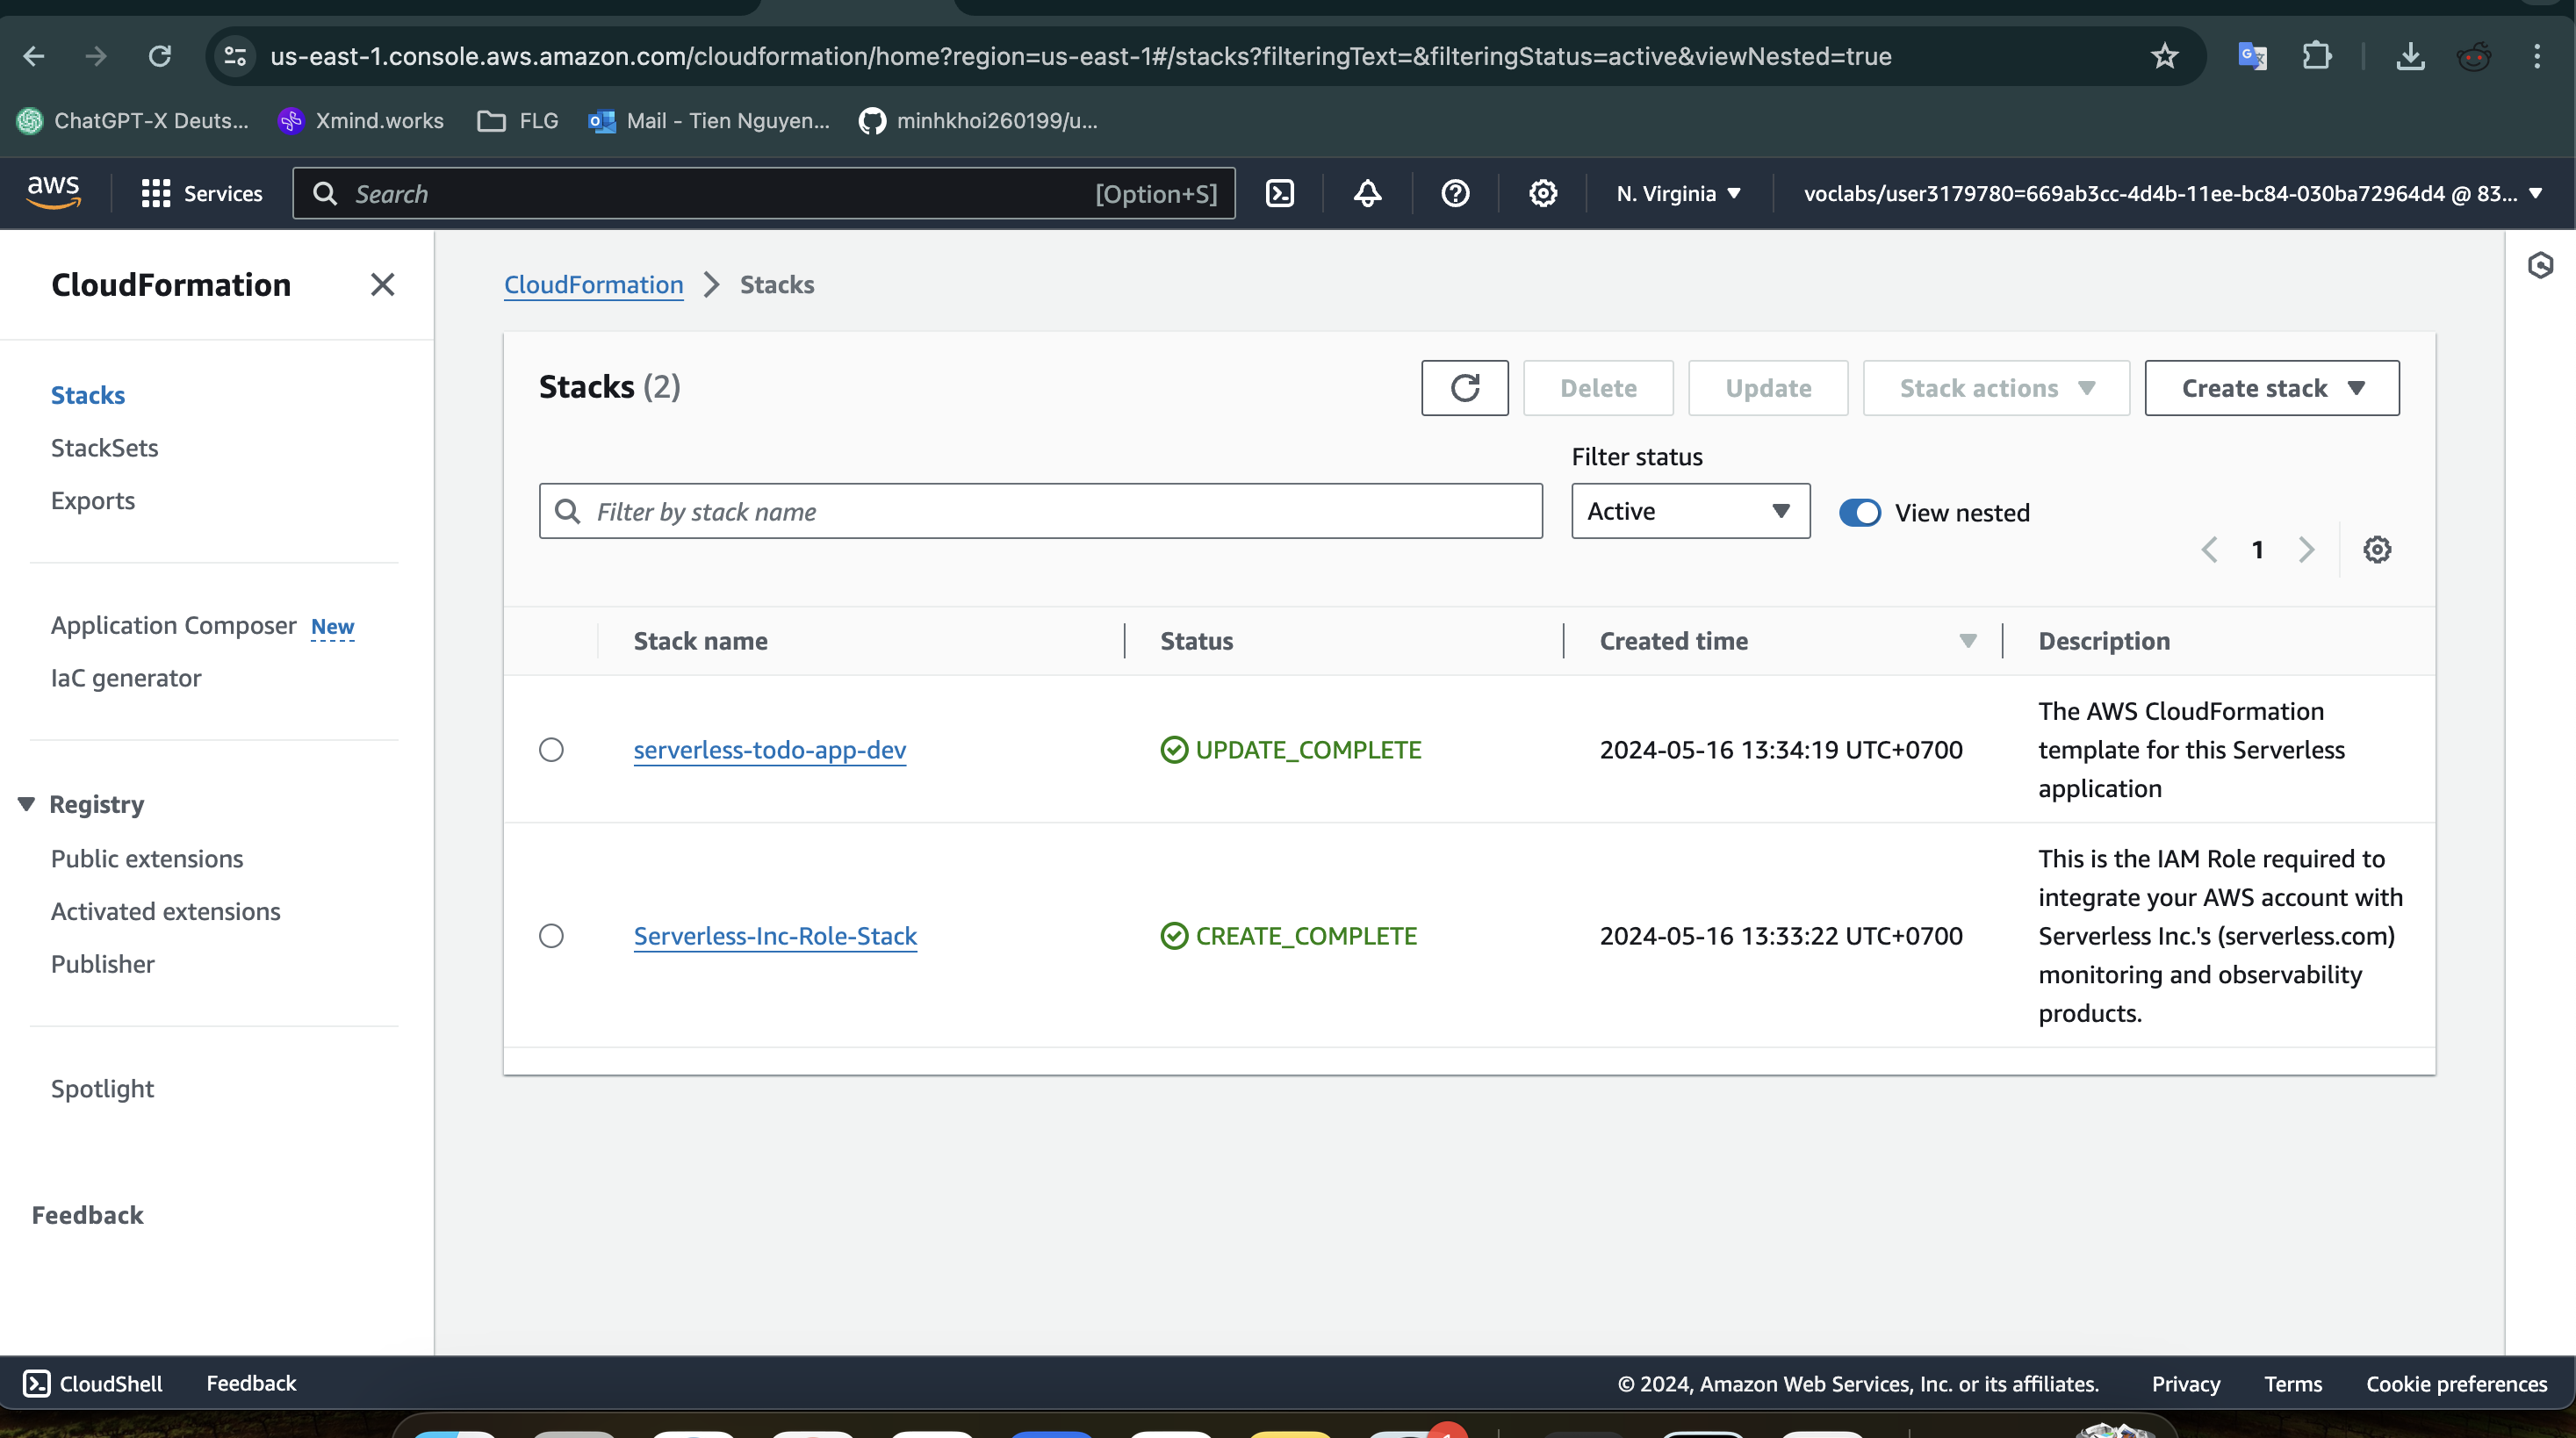 us-east-1.console.aws.amazon.com/cloudformation/home?region=us-east-1#/stacks?filteringText=&filteringStatus=active&viewNested=true
ChatGPT-X Deuts...
Xmind.works
FLG
Mail - Tien Nguyen...
minhkhoi260199/u...
aws
Services
Search
[Option+S]
N. Virginia
voclabs/user3179780=669ab3cc-4d4b-11ee-bc84-030ba72964d4 @ 83...
CloudFormation
Stacks
StackSets
Exports
Application Composer New
IaC generator
Registry
Public extensions
Activated extensions
Publisher
Spotlight
Feedback
CloudFormation
Stacks
Stacks (2)
Delete
Update
Stack actions
Create stack
Filter by stack name
Filter status
Active
View nested
1
Stack name
Status
Created time
Description
serverless-todo-app-dev
UPDATE_COMPLETE
2024-05-16 13:34:19 UTC+0700
The AWS CloudFormation
template for this Serverless
application
Serverless-Inc-Role-Stack
CREATE_COMPLETE
2024-05-16 13:33:22 UTC+0700
This is the IAM Role required to
integrate your AWS account with
Serverless Inc.'s (serverless.com)
monitoring and observability
products.
CloudShell
Feedback
© 2024, Amazon Web Services, Inc. or its affiliates.
Privacy
Terms
Cookie preferences